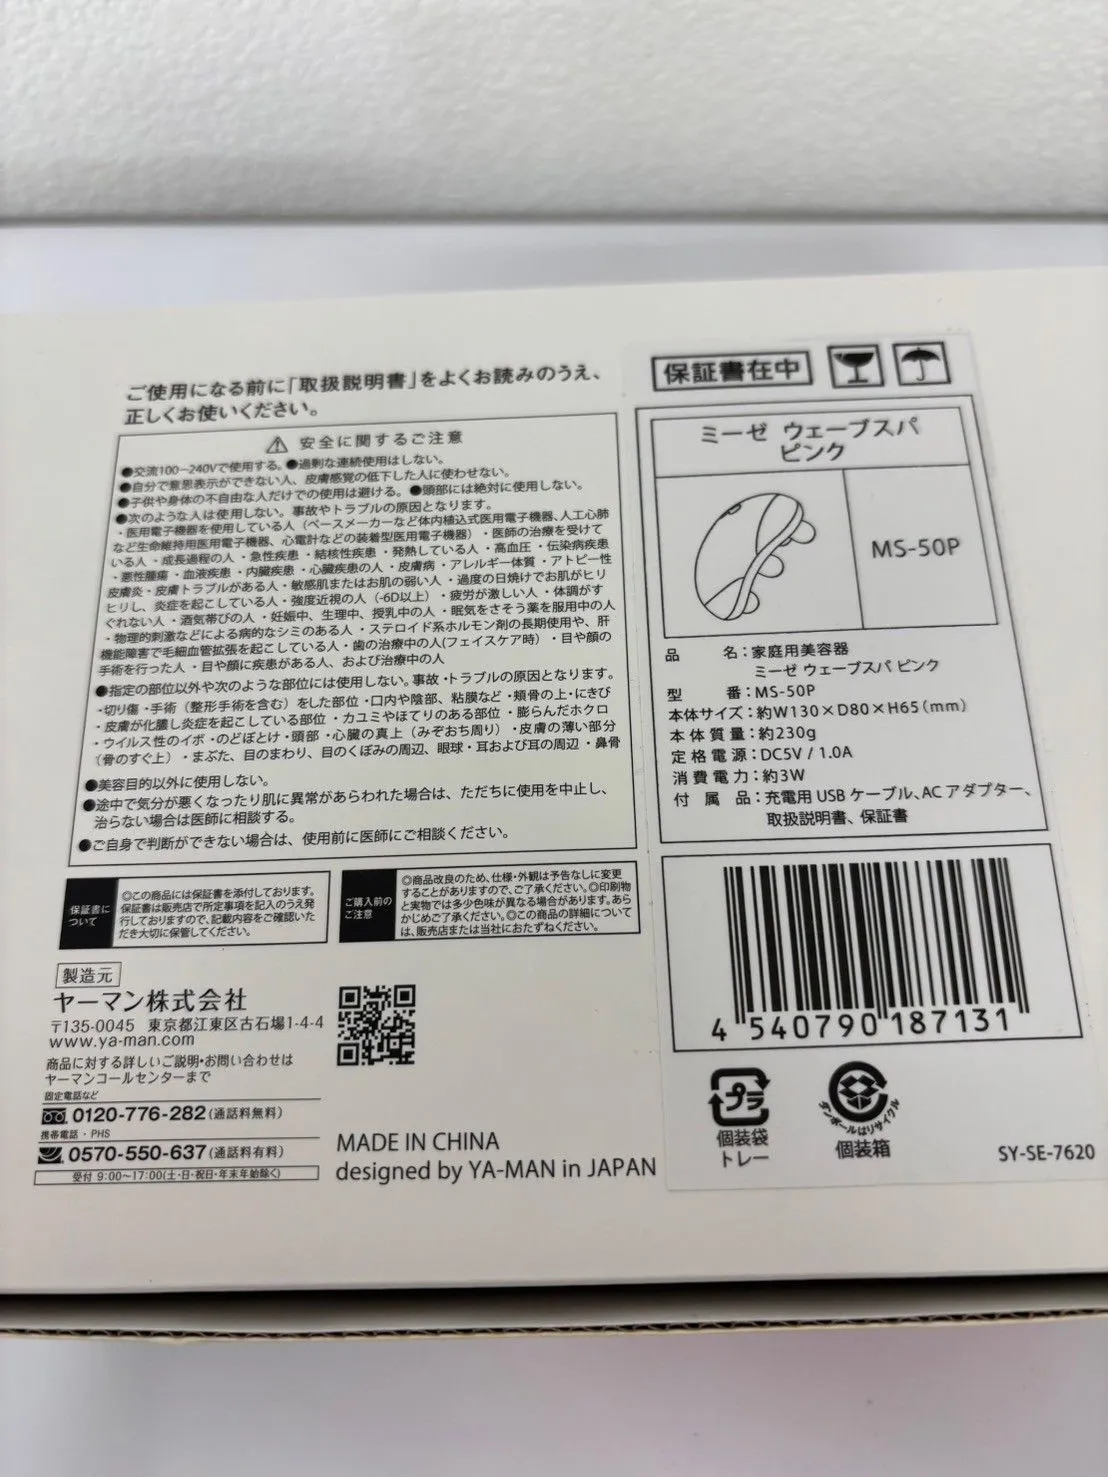 ご使用になる前に「取扱説明書」をよくお読みのうえ、
正しくお使いください。
安全に関するご注意
●交流100−240Vで使用する。●過剰な連続使用はしない。
●自分で意思表示ができない人、皮膚感覚の低下した人に使わせない。
●子供や身体の不自由な人だけでの使用は避ける。●頭部には絶対に使用しない。
●次のような人は使用しない。事故やトラブルの原因となります。
・医用電子機器を使用している人（ペースメーカーなど体内植込式医用電子機器、人工心肺
など生命維持用医用電子機器、心電計などの装着型医用電子機器）・医師の治療を受けて
いる人・成長過程の人・急性疾患・結核性疾患・発熱している人・高血圧・伝染病疾患
・悪性腫瘍・血液疾患・内臓疾患・心臓疾患の人・皮膚病・アレルギー体質・アトピー性
皮膚炎・皮膚トラブルがある人・敏感肌またはお肌の弱い人・過度の日焼けでお肌がヒリ
ヒリし、炎症を起こしている人・強度近視の人（-6D以上）・疲労が激しい人・体調がす
ぐれない人・酒気帯びの人・妊娠中、生理中、授乳中の人・眠気をさそう薬を服用中の人
・物理的刺激などによる病的なシミのある人・ステロイド系ホルモン剤の長期使用や、肝
機能障害で毛細血管拡張を起こしている人・歯の治療中の人(フェイスケア時)・目や顔の
手術を行った人・目や顔に疾患がある人、および治療中の人
●指定の部位以外や次のような部位には使用しない。事故・トラブルの原因となります。
・切り傷・手術（整形手術を含む）をした部位・口内や陰部、粘膜など・頬骨の上・にきび
・皮膚が化膿し炎症を起こしている部位・カユミやほてりのある部位・膨らんだホクロ
・ウイルス性のイボ・のどぼとけ・頭部・心臓の真上（みぞおち周り）・皮膚の薄い部分
（骨のすぐ上）・まぶた、目のまわり、目のくぼみの周辺、眼球・耳および耳の周辺・鼻骨
●美容目的以外に使用しない。
●途中で気分が悪くなったり肌に異常があらわれた場合は、ただちに使用を中止し、
治らない場合は医師に相談する。
●ご自身で判断ができない場合は、使用前に医師にご相談ください。
保証書に
ついて
◎この商品には保証書を添付しております。
保証書は販売店で所定事項を記入のうえ発
行しておりますので、記載内容をご確認いた
だき大切に保管してください。
ご購入前の
ご注意
◎商品改良のため、仕様・外観は予告なしに変更
することがありますので、ご了承ください。◎印刷物
と実物では多少色味が異なる場合があります。あら
かじめご了承ください。◎この商品の詳細について
は、販売店または当社におたずねください。
製造元
ヤーマン株式会社
〒135-0045 東京都江東区古石場1-4-4
www.ya-man.com
商品に対する詳しいご説明・お問い合わせは
ヤーマンコールセンターまで
固定電話など
0120-776-282(通話料無料)
携帯電話・PHS
0570-550-637(通話料有料)
受付 9:00〜17:00(土・日・祝日・年末年始除く)
MADE IN CHINA
designed by YA-MAN in JAPAN
保証書在中
ミーゼ ウェーブスパ
ピンク
MS-50P
品 名：家庭用美容器
ミーゼ ウェーブスパ ピンク
型 番：MS-50P
本体サイズ：約W130×D80×H65(mm)
本体質量：約230g
定格電源：DC5V / 1.0A
消費電力：約3W
付 属 品：充電用 USB ケーブル、AC アダプター、
取扱説明書、保証書
4 540790 187131
プラ
個装袋
トレー
ダンボールはリサイクル
個装箱
SY-SE-7620